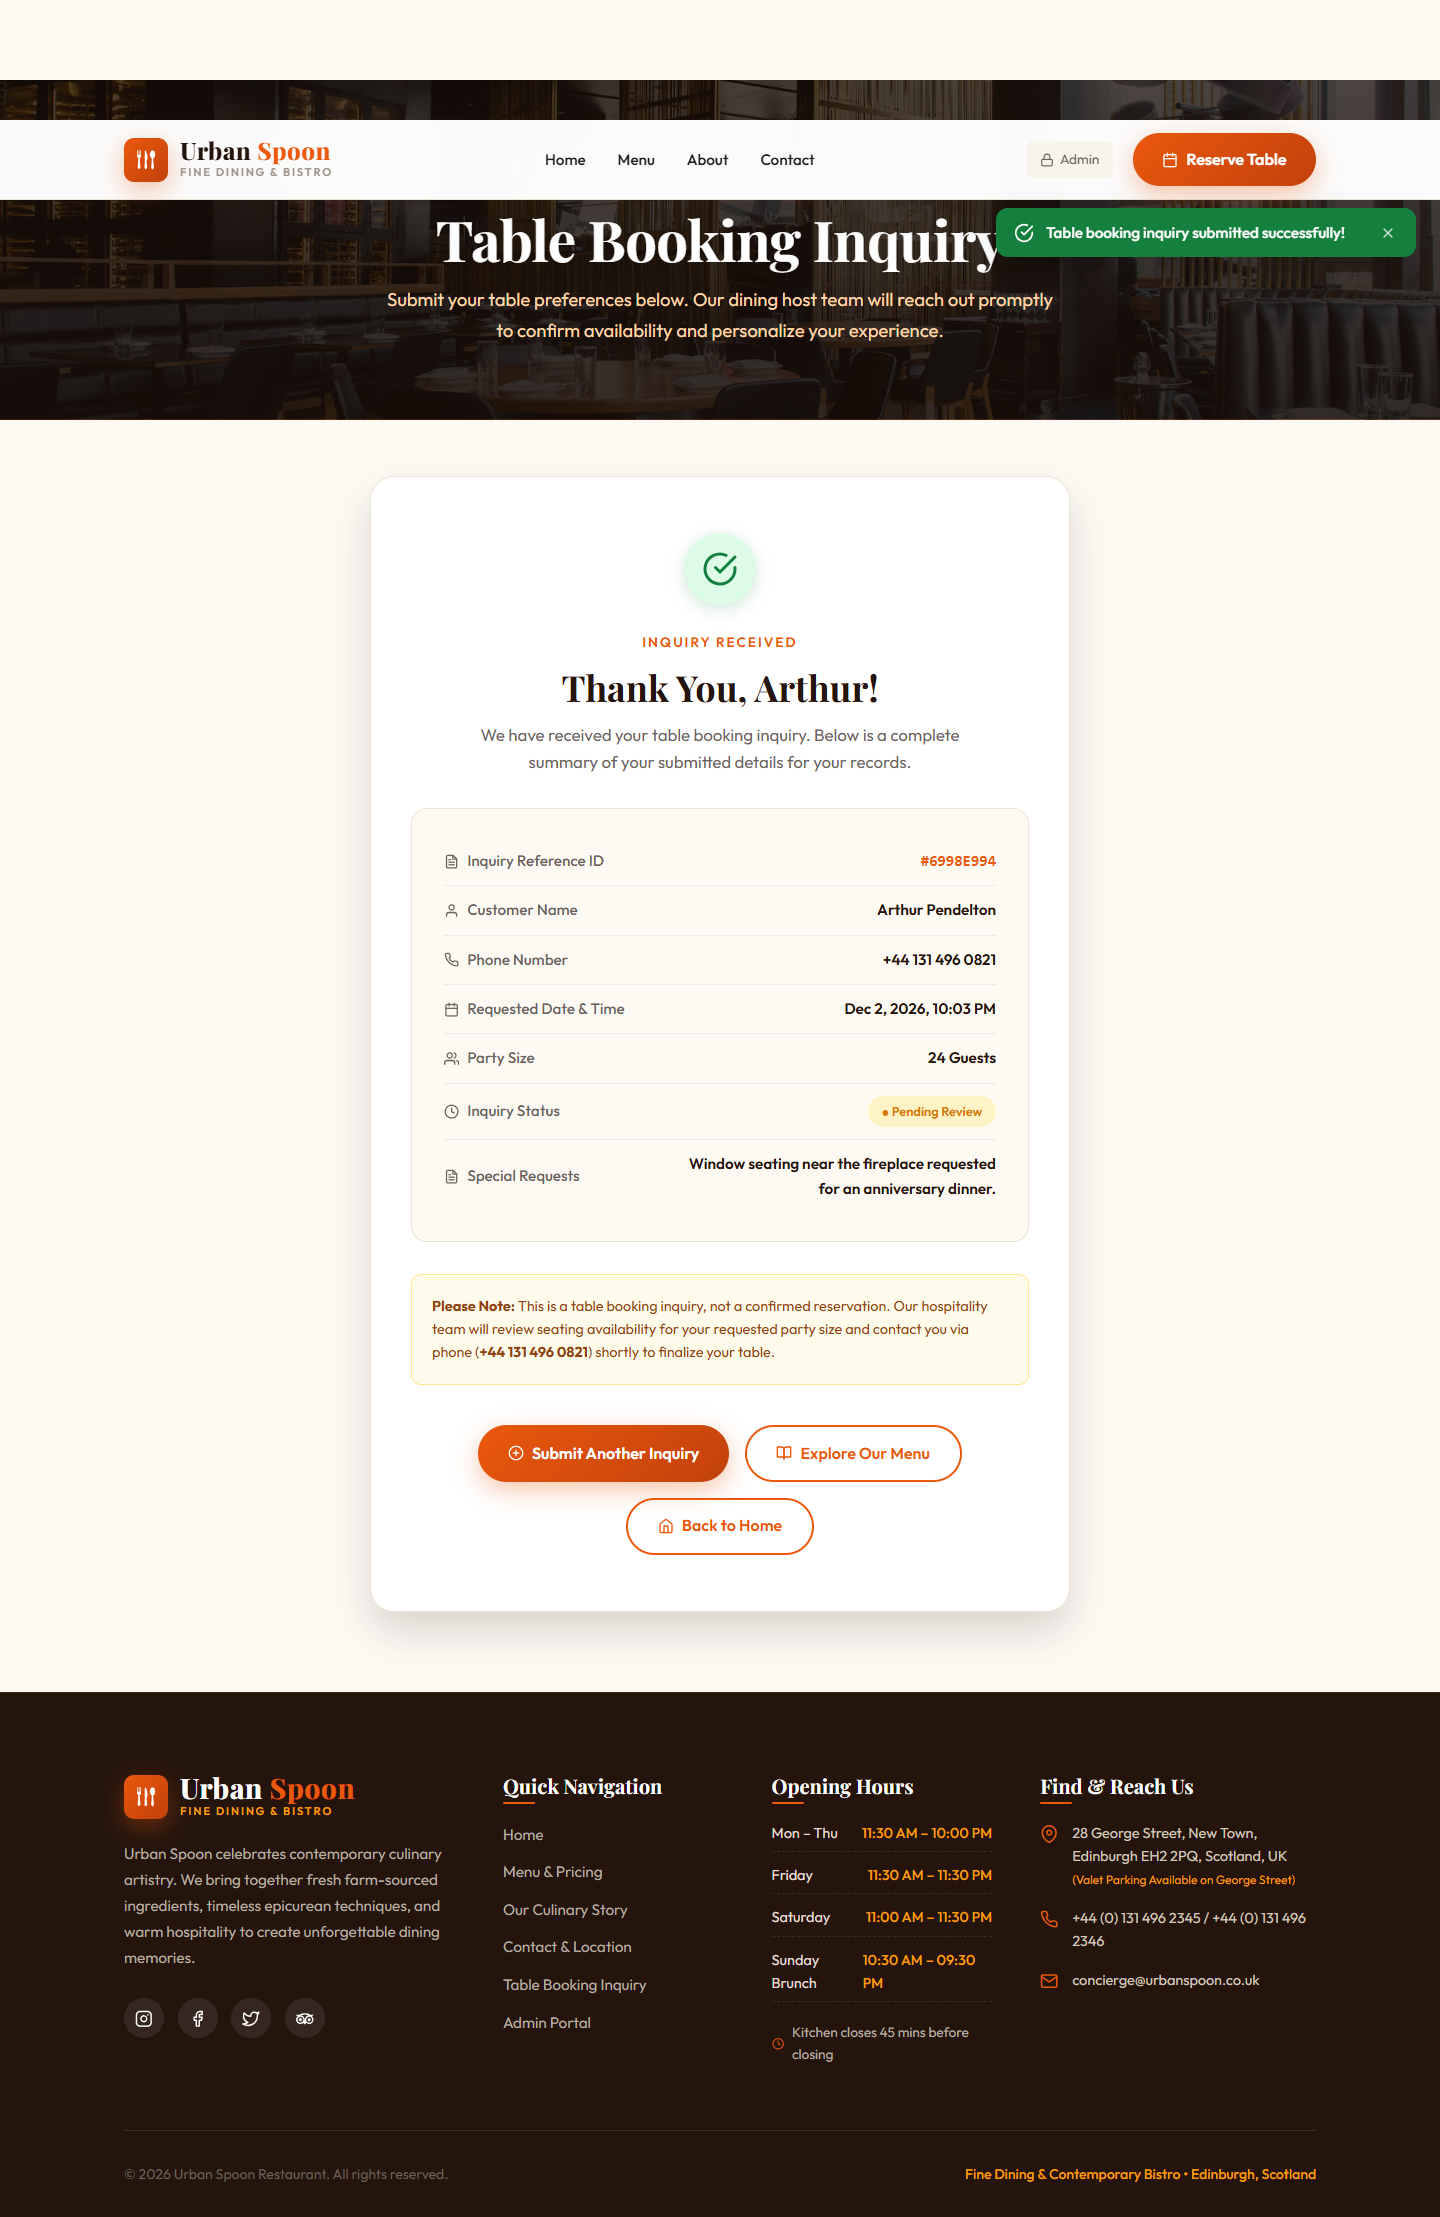 Urban Spoon
FINE DINING & BISTRO
Home
Menu
About
Contact
Admin
Reserve Table
Table Booking Inquiry
Table booking inquiry submitted successfully!
Submit your table preferences below. Our dining host team will reach out promptly
to confirm availability and personalize your experience.
INQUIRY RECEIVED
Thank You, Arthur!
We have received your table booking inquiry. Below is a complete
summary of your submitted details for your records.
Inquiry Reference ID
#6998E994
Customer Name
Arthur Pendelton
Phone Number
+44 131 496 0821
Requested Date & Time
Dec 2, 2026, 10:03 PM
Party Size
24 Guests
Inquiry Status
● Pending Review
Special Requests
Window seating near the fireplace requested
for an anniversary dinner.
Please Note: This is a table booking inquiry, not a confirmed reservation. Our hospitality
team will review seating availability for your requested party size and contact you via
phone (+44 131 496 0821) shortly to finalize your table.
Submit Another Inquiry
Explore Our Menu
Back to Home
Urban Spoon
FINE DINING & BISTRO
Urban Spoon celebrates contemporary culinary
artistry. We bring together fresh farm-sourced
ingredients, timeless epicurean techniques, and
warm hospitality to create unforgettable dining
memories.
Quick Navigation
Home
Menu & Pricing
Our Culinary Story
Contact & Location
Table Booking Inquiry
Admin Portal
Opening Hours
Mon – Thu
11:30 AM – 10:00 PM
Friday
11:30 AM – 11:30 PM
Saturday
11:00 AM – 11:30 PM
Sunday
Brunch
10:30 AM – 09:30
PM
Kitchen closes 45 mins before
closing
Find & Reach Us
28 George Street, New Town,
Edinburgh EH2 2PQ, Scotland, UK
(Valet Parking Available on George Street)
+44 (0) 131 496 2345 / +44 (0) 131 496
2346
concierge@urbanspoon.co.uk
© 2026 Urban Spoon Restaurant. All rights reserved.
Fine Dining & Contemporary Bistro • Edinburgh, Scotland